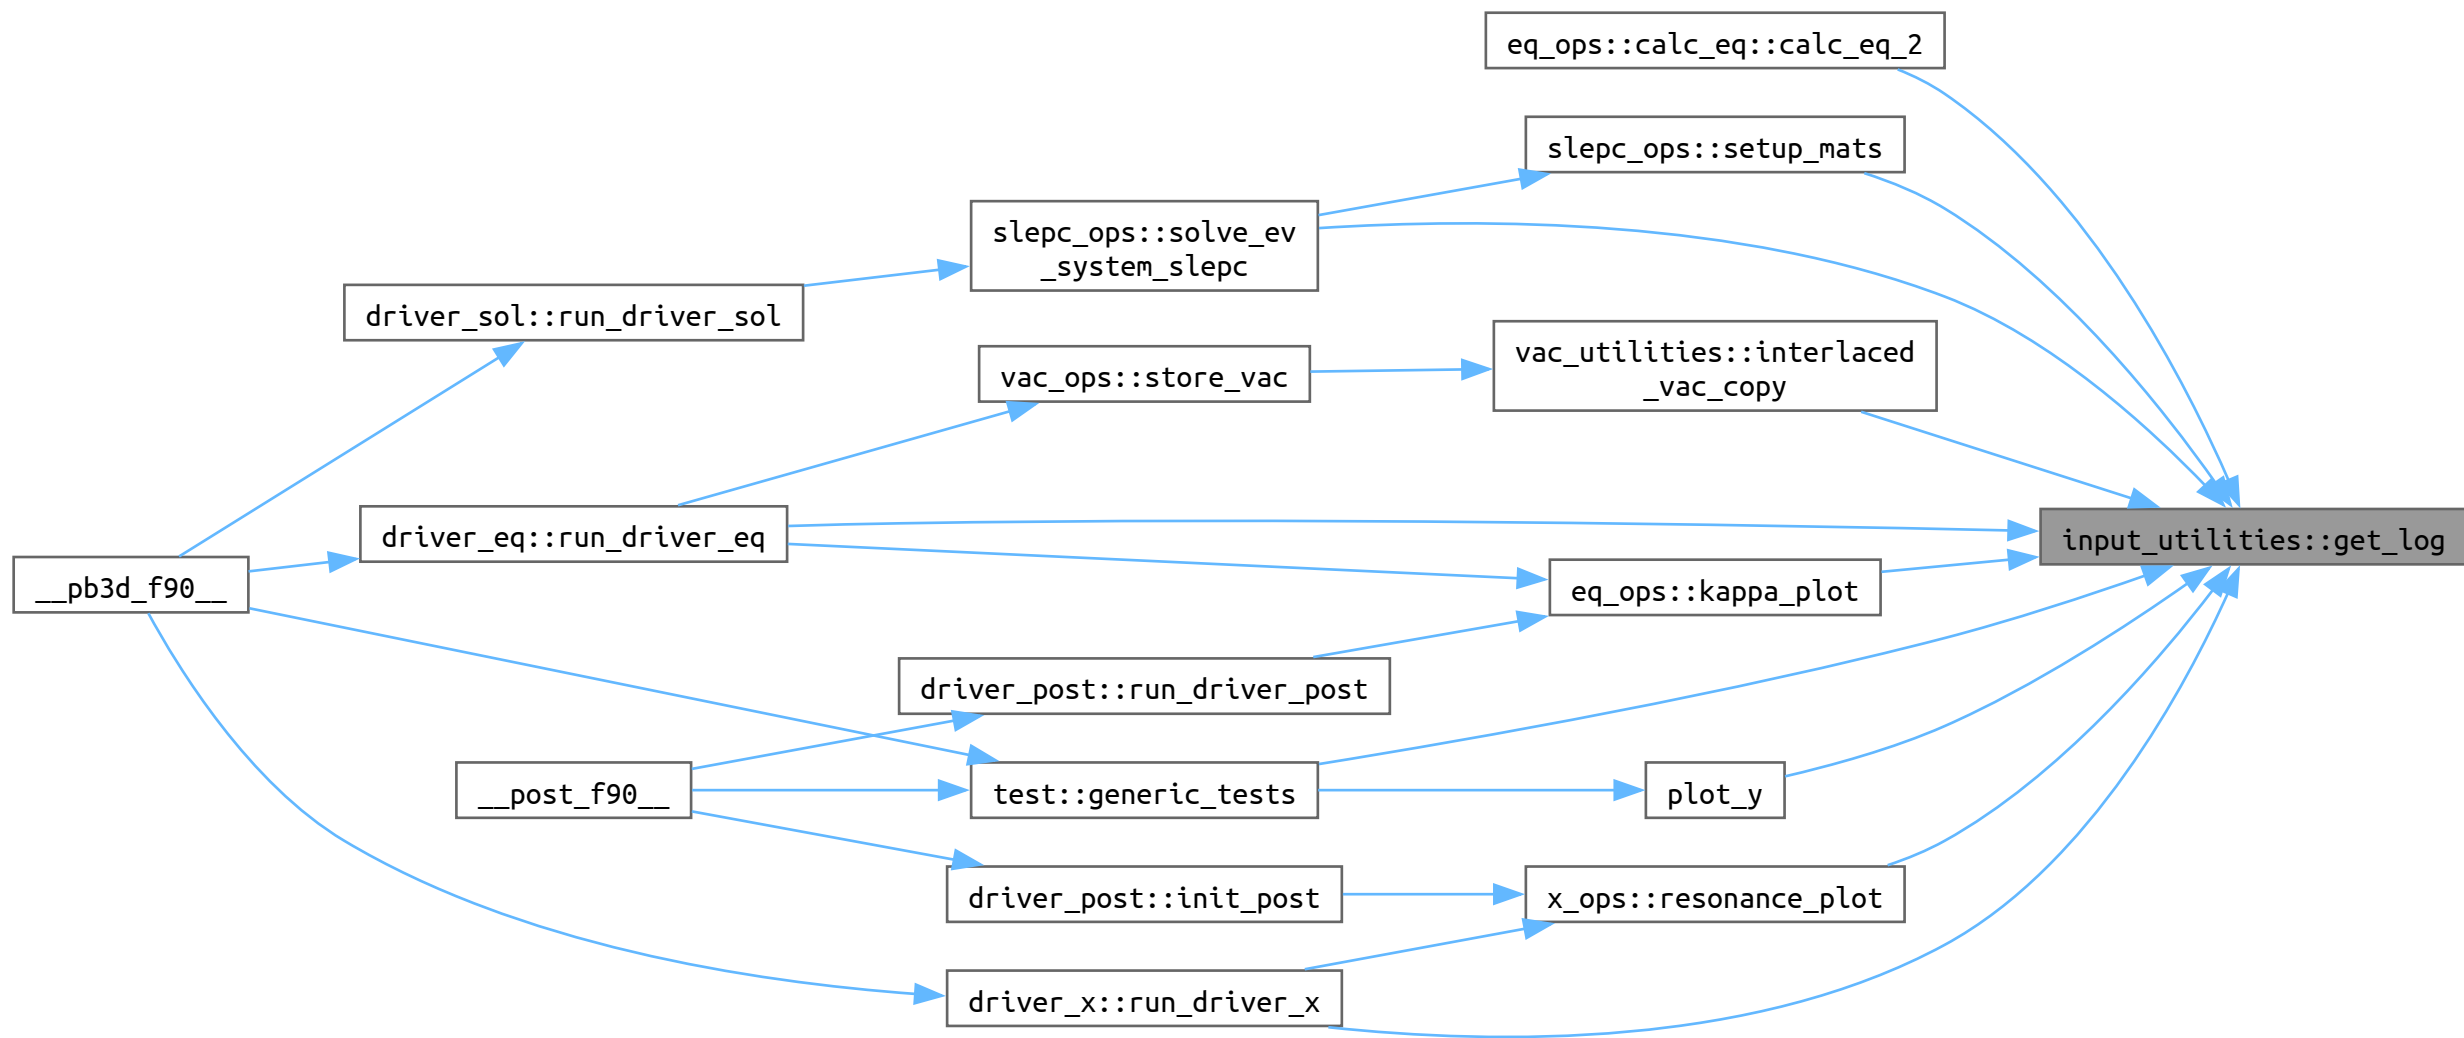 eq_ops::calc_eq::calc_eq_2
slepc_ops::setup_mats
slepc_ops::solve_ev
_system_slepc
driver_sol::run_driver_sol
vac_utilities::interlaced
_vac_copy
vac_ops::store_vac
driver_eq::run_driver_eq
input_utilities::get_log
__pb3d_f90__
eq_ops::kappa_plot
driver_post::run_driver_post
__post_f90__
test::generic_tests
plot_y
driver_post::init_post
x_ops::resonance_plot
driver_x::run_driver_x